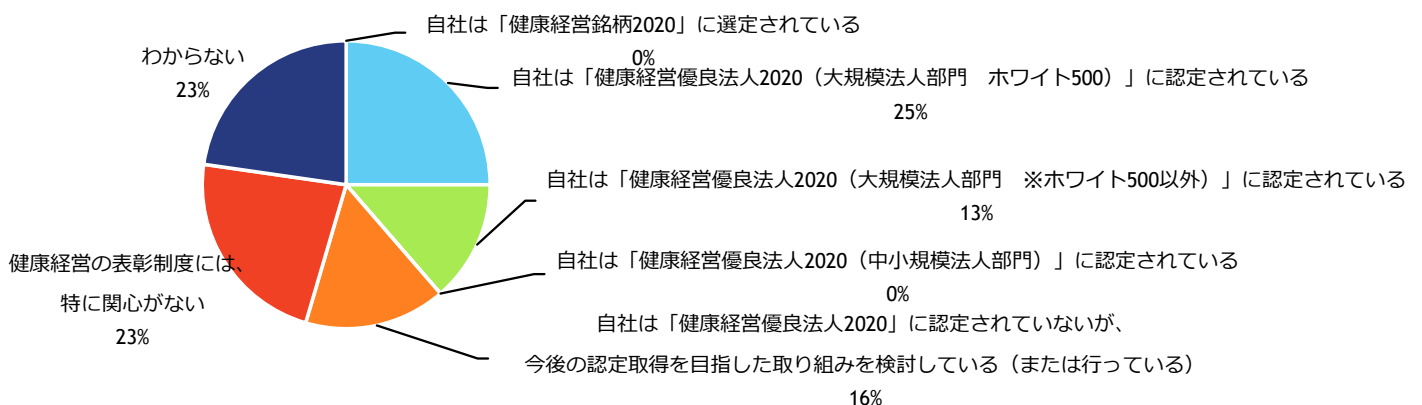 自社は「健康経営銘柄2020」に選定されている
0%
自社は「健康経営優良法人2020（大規模法人部門　ホワイト500）」に認定されている
25%
自社は「健康経営優良法人2020（大規模法人部門　※ホワイト500以外）」に認定されている
13%
自社は「健康経営優良法人2020（中小規模法人部門）」に認定されている
0%
自社は「健康経営優良法人2020」に認定されていないが、
今後の認定取得を目指した取り組みを検討している（または行っている）
16%
健康経営の表彰制度には、
特に関心がない
23%
わからない
23%